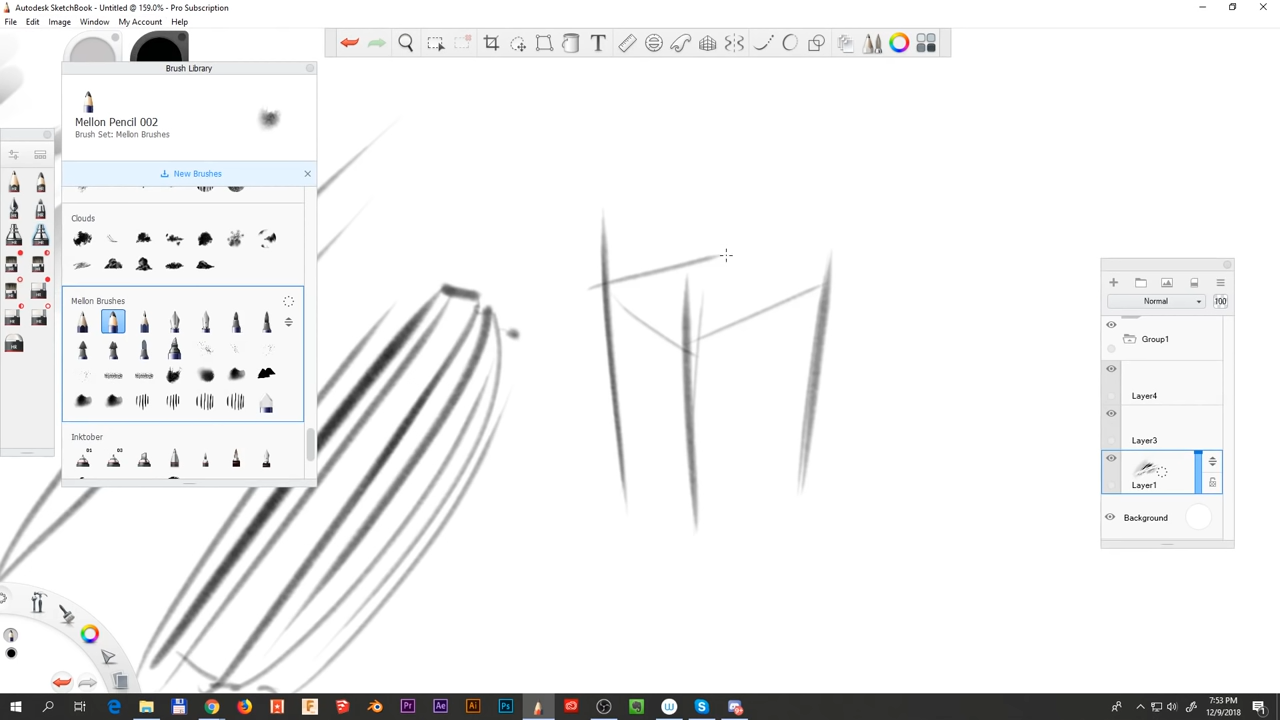 Autodesk SketchBook - Untitled @ 159.0% - Pro Subscription
File Edit Image Window My Account Help
Brush Library
Mellon Pencil 002
Brush Set: Mellon Brushes
New Brushes
Clouds
Mellon Brushes
Inktober
Normal
100
Group1
Layer4
Layer3
Layer1
Background
7:53 PM
12/9/2018